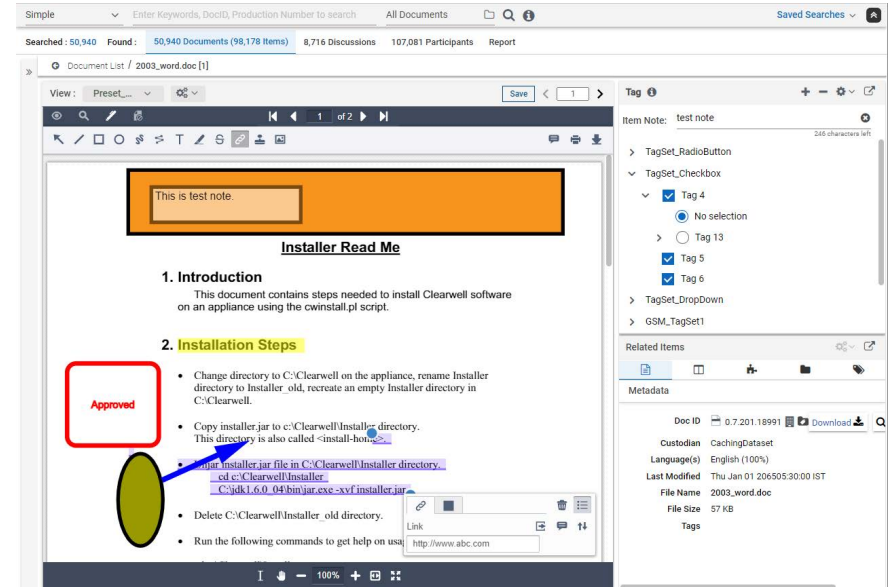 Simple
Enter Keywords, DocID, Production Number to search
All Documents
Saved Searches
Searched : 50,940 Found : 50,940 Documents (98,178 Items) 8,716 Discussions 107,081 Participants Report
Document List / 2003_word.doc [1]
View : Preset_... Save 1
1 of 2
This is test note.
Installer Read Me
1. Introduction
This document contains steps needed to install Clearwell software
on an appliance using the cwinstall.pl script.
2. Installation Steps
• Change directory to C:\Clearwell on the appliance, rename Installer
directory to Installer_old, recreate an empty Installer directory in
C:\Clearwell.
Approved
• Copy installer.jar to c:\Clearwell\Installer directory.
This directory is also called <install-home>.
• Unjar installer.jar file in C:\Clearwell\Installer directory.
cd c:\Clearwell\Installer
C:\jdk1.6.0_04\bin\jar.exe -xvf installer.jar
• Delete C:\Clearwell\Installer_old directory.
• Run the following commands to get help on
Link
http://www.abc.com
100%
Tag
Item Note: test note
246 characters left
TagSet_RadioButton
TagSet_Checkbox
Tag 4
No selection
Tag 13
Tag 5
Tag 6
TagSet_DropDown
GSM_TagSet1
Related Items
Metadata
Doc ID 0.7.201.18991 Download
Custodian CachingDataset
Language(s) English (100%)
Last Modified Thu Jan 01 206505:30:00 IST
File Name 2003_word.doc
File Size 57 KB
Tags